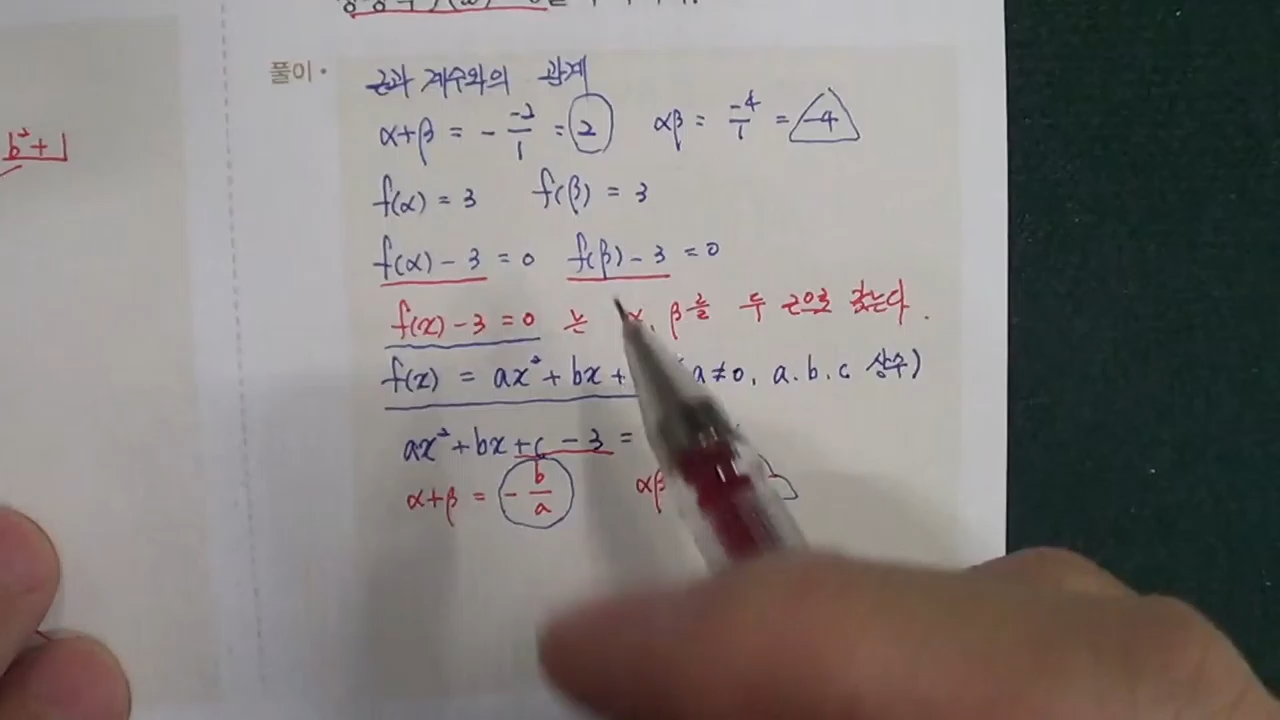 b²+1
풀이•
근과 계수와의 관계
α+β = - -2/1 = 2 αβ = -4/1 = -4
f(α) = 3 f(β) = 3
f(α) - 3 = 0 f(β) - 3 = 0
f(x) - 3 = 0 는 α, β를 두 근으로 갖는다.
f(x) = ax² + bx + a≠0, a.b.c 상수)
ax² + bx + c - 3 =
α+β = - b/a αβ